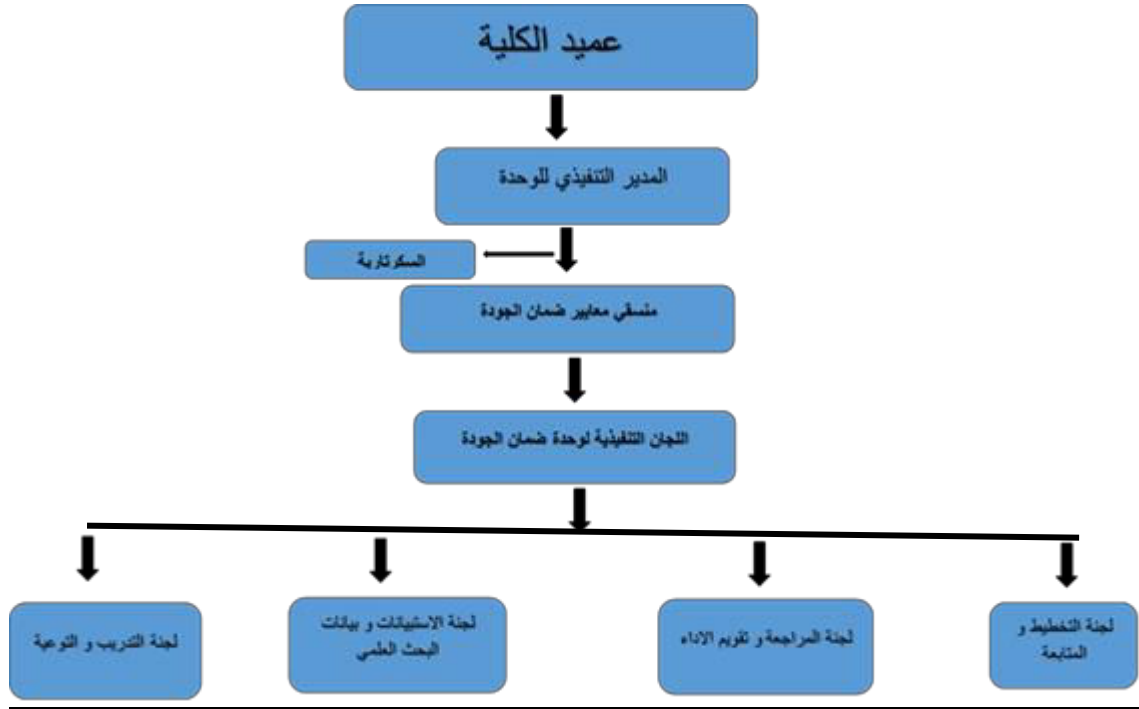 عميد الكلية
المدير التنفيذي للوحدة
السكرتارية
منسقي معايير ضمان الجودة
اللجان التنفيذية لوحدة ضمان الجودة
لجنة التخطيط و
المتابعة
لجنة المراجعة و تقويم الاداء
لجنة الاستبيانات و بيانات
البحث العلمي
لجنة التدريب و التوعية